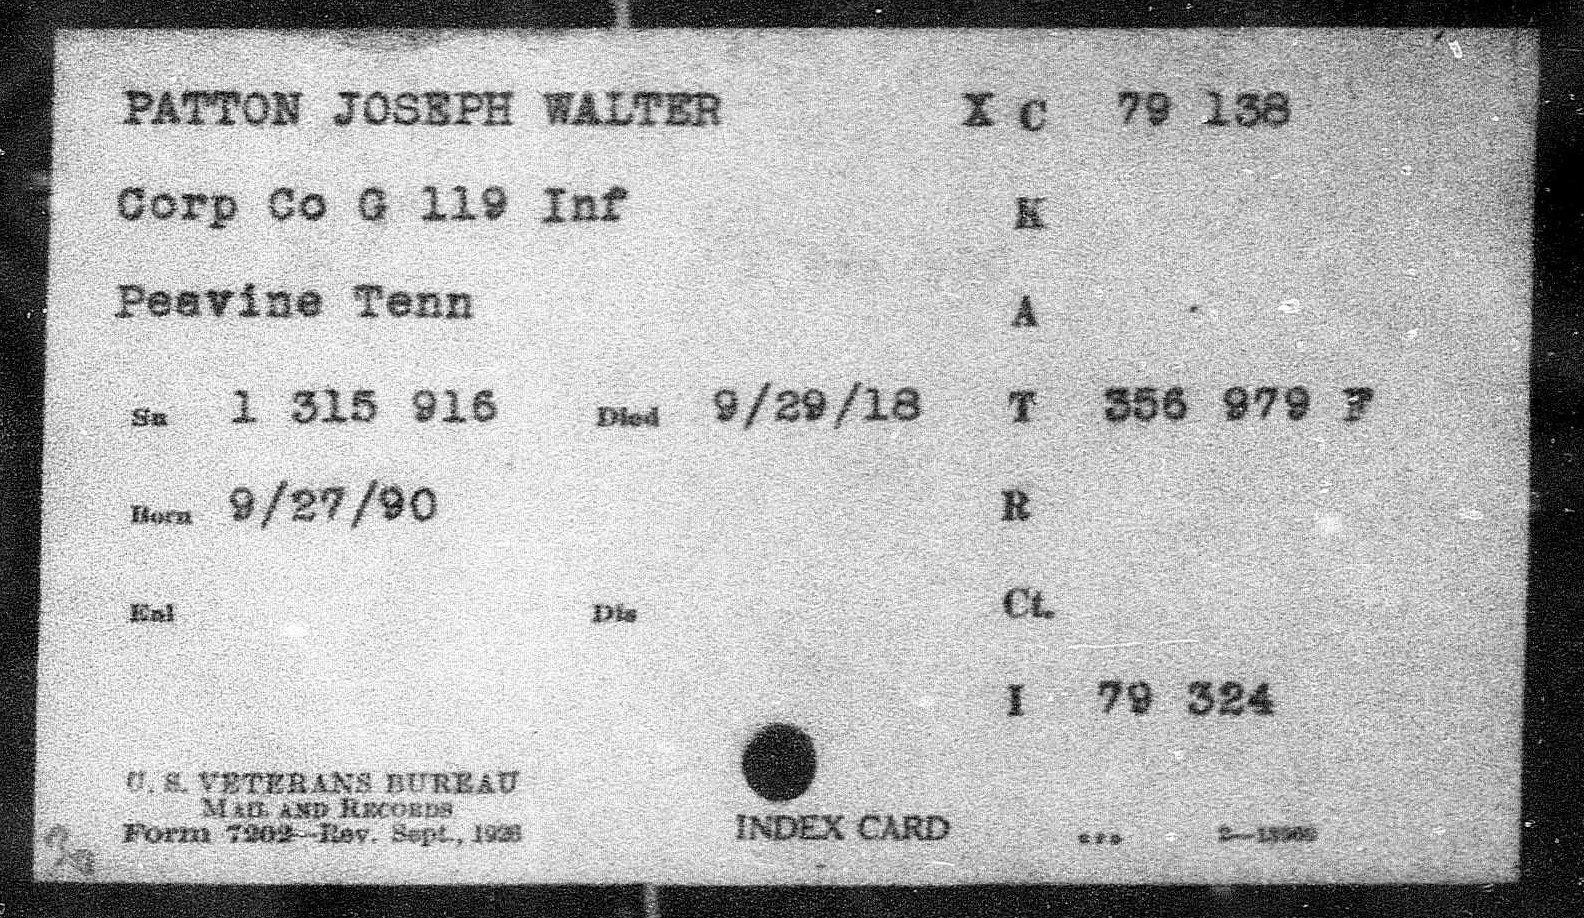 PATTON JOSEPH WALTER X C 79 138
Corp Co G 119 Inf K
Peavine Tenn A
Sn 1 315 916 Died 9/29/18 T 356 979 P
Born 9/27/90 R
Enl Dis Ct.
I 79 324
U. S. VETERANS BUREAU
MAIL AND RECORDS
Form 7202—Rev. Sept., 1926
INDEX CARD